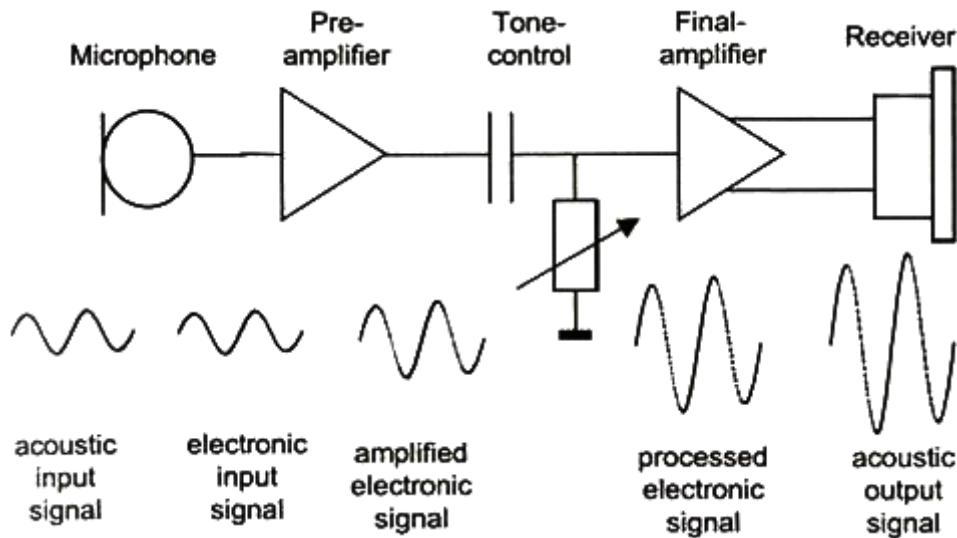 Microphone
Pre-
amplifier
Tone-
control
Final-
amplifier
Receiver
acoustic
input
signal
electronic
input
signal
amplified
electronic
signal
processed
electronic
signal
acoustic
output
signal